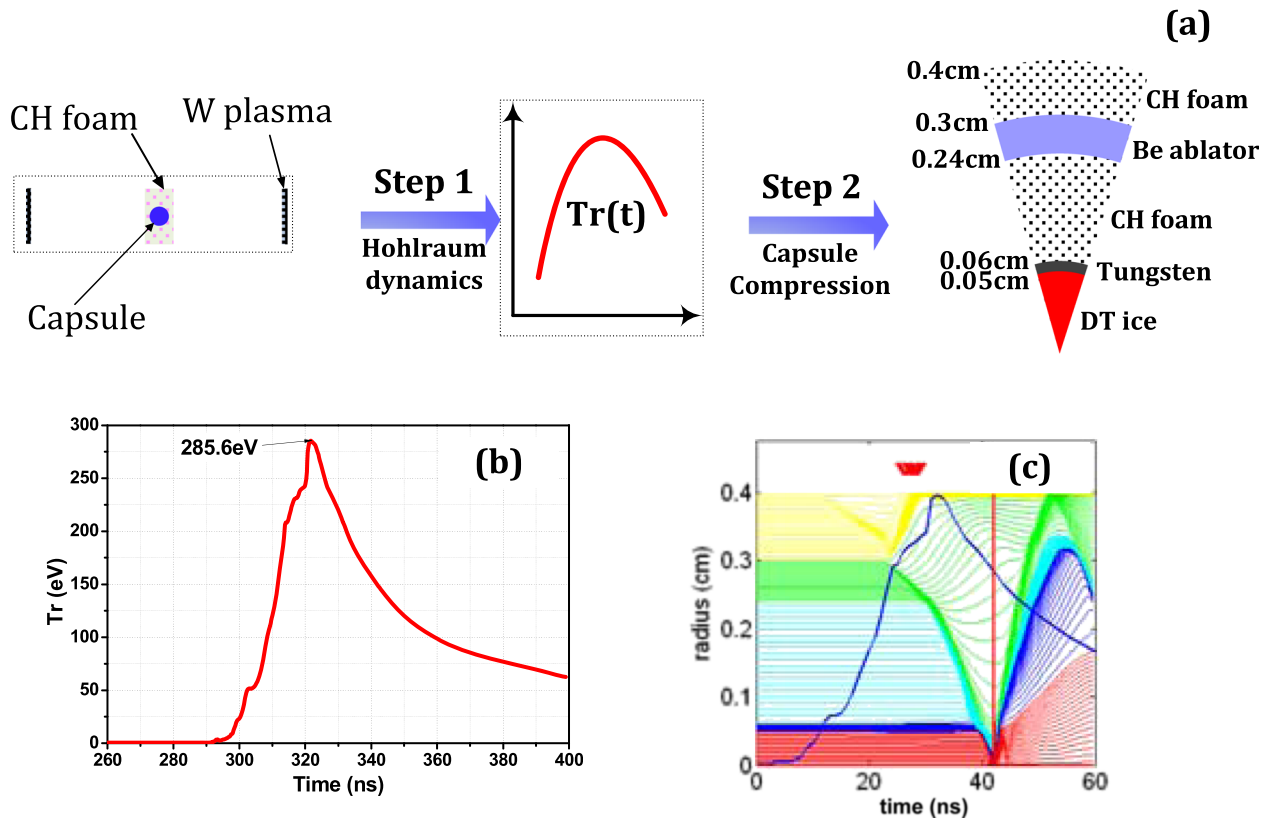 (a)
CH foam
W plasma
Capsule
Step 1
Hohlraum
dynamics
Tr(t)
Step 2
Capsule
Compression
0.4cm
CH foam
0.3cm
Be ablator
0.24cm
CH foam
0.06cm
Tungsten
0.05cm
DT ice
300
250
200
150
100
50
0
Tr (eV)
285.6eV
(b)
260
280
300
320
340
360
380
400
Time (ns)
(c)
0.4
0.3
0.2
0.1
0
radius (cm)
0
20
40
60
time (ns)